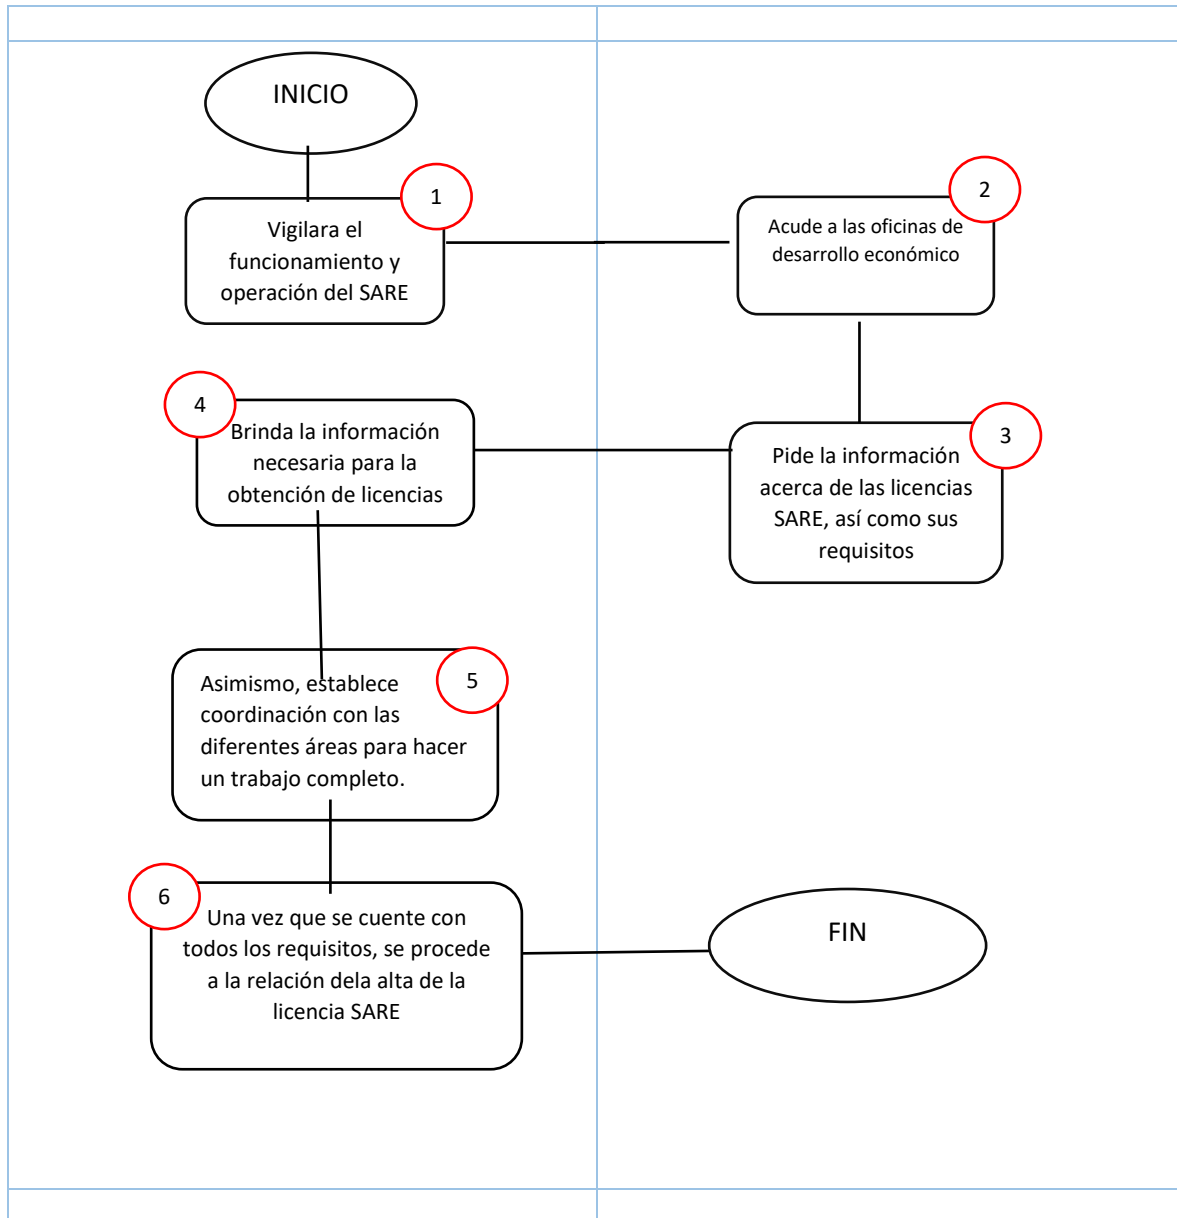 INICIO
1
Vigilara el
funcionamiento y
operación del SARE
2
Acude a las oficinas de
desarrollo económico
3
Pide la información
acerca de las licencias
SARE, así como sus
requisitos
4
Brinda la información
necesaria para la
obtención de licencias
5
Asimismo, establece
coordinación con las
diferentes áreas para hacer
un trabajo completo.
6
Una vez que se cuente con
todos los requisitos, se procede
a la relación dela alta de la
licencia SARE
FIN